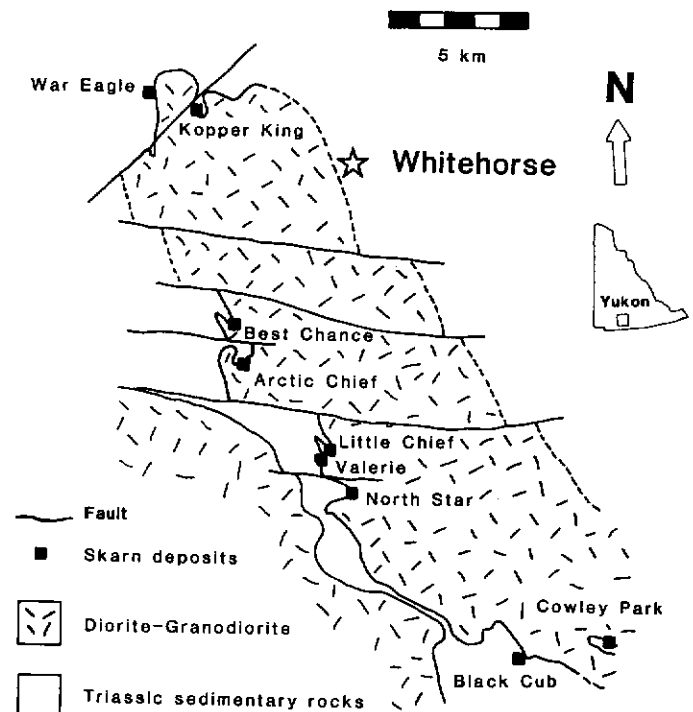 5 km
War Eagle
N
Kopper King
Whitehorse
Yukon
Best Chance
Arctic Chief
Little Chief
Valerie
North Star
Fault
Skarn deposits
Cowley Park
Diorite-Granodiorite
Black Cub
Triassic sedimentary rocks